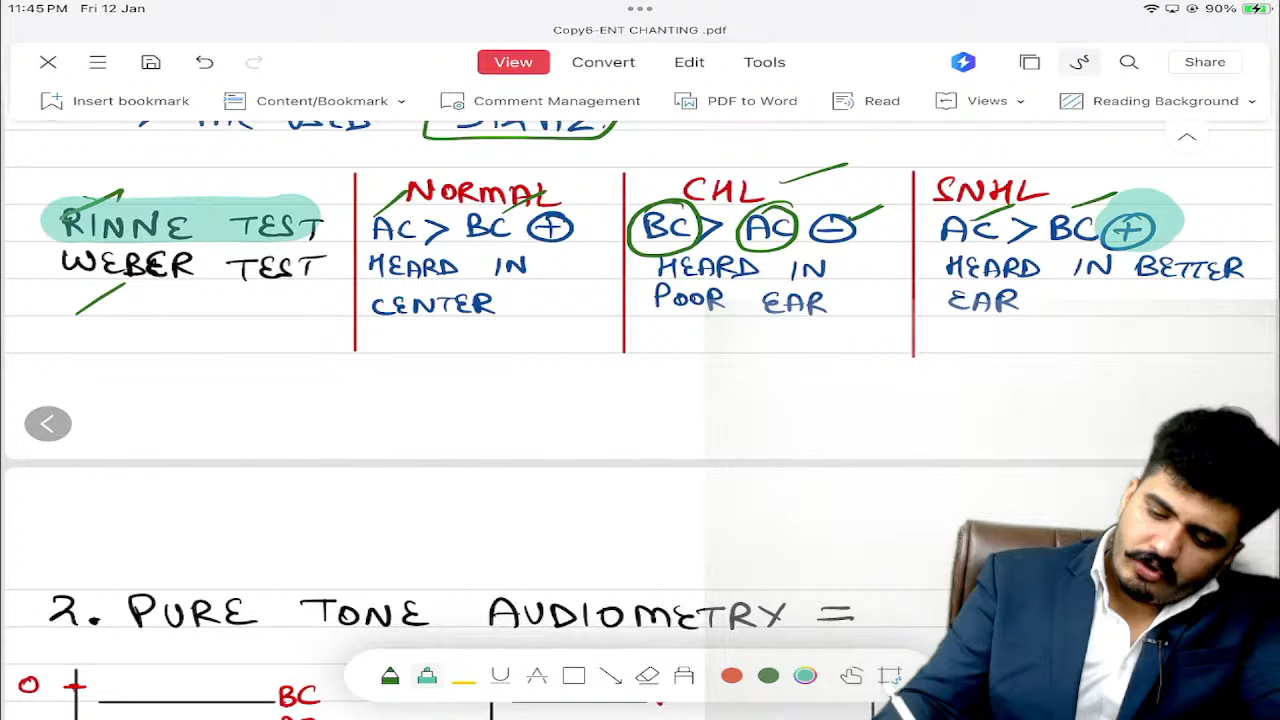 11:45PM Fri 12 Jan
90%
Copy6-ENT CHANTING .pdf
View Convert Edit Tools
Share
Insert bookmark Content/Bookmark Comment Management PDF to Word Read Views Reading Background
NORMAL CHL SNHL
RINNE TEST AC > BC + BC > AC - AC > BC +
WEBER TEST HEARD IN HEARD IN HEARD IN BETTER
CENTER POOR EAR EAR
2. PURE TONE AUDIOMETRY =
0 BC